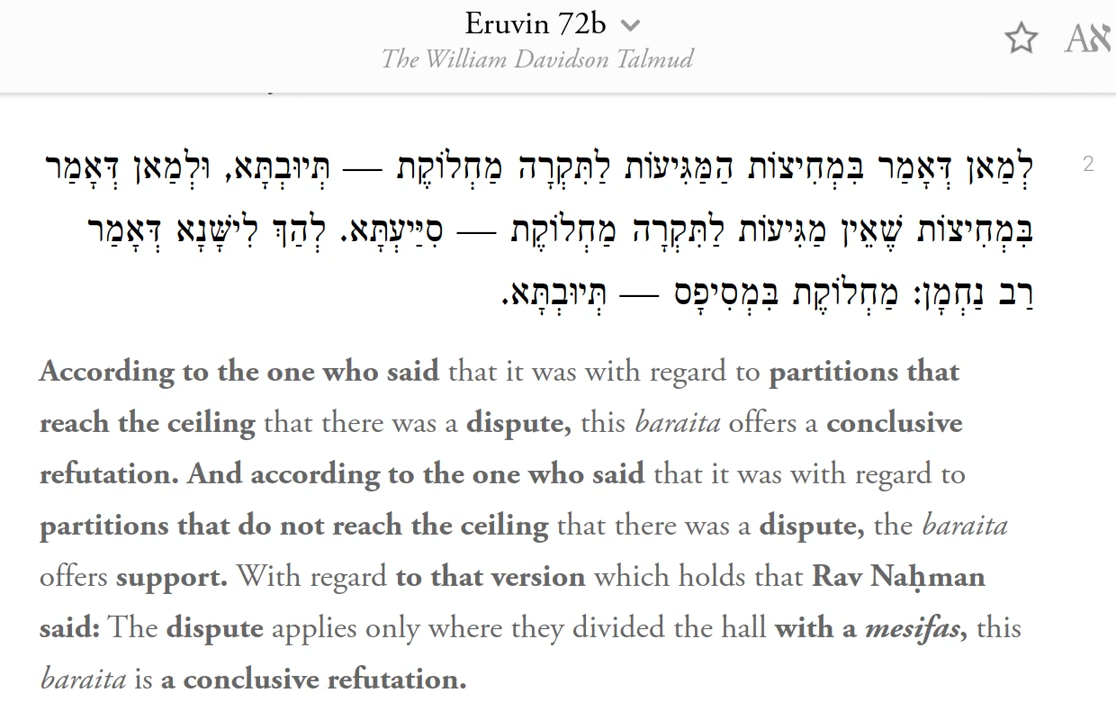 Eruvin 72b
The William Davidson Talmud
Aא
2
לְמַאן דְּאָמַר בִּמְחִיצוֹת הַמַּגִּיעוֹת לַתִּקְרָה מַחְלוֹקֶת — תְּיוּבְתָּא, וּלְמַאן דְּאָמַר
בִּמְחִיצוֹת שֶׁאֵין מַגִּיעוֹת לַתִּקְרָה מַחְלוֹקֶת — סִיַּיעְתָּא. לְהַךְ לִישָּׁנָא דְּאָמַר
רַב נַחְמָן: מַחְלוֹקֶת בִּמְסִיפָס — תְּיוּבְתָּא.
According to the one who said that it was with regard to partitions that
reach the ceiling that there was a dispute, this baraita offers a conclusive
refutation. And according to the one who said that it was with regard to
partitions that do not reach the ceiling that there was a dispute, the baraita
offers support. With regard to that version which holds that Rav Naḥman
said: The dispute applies only where they divided the hall with a mesifas, this
baraita is a conclusive refutation.